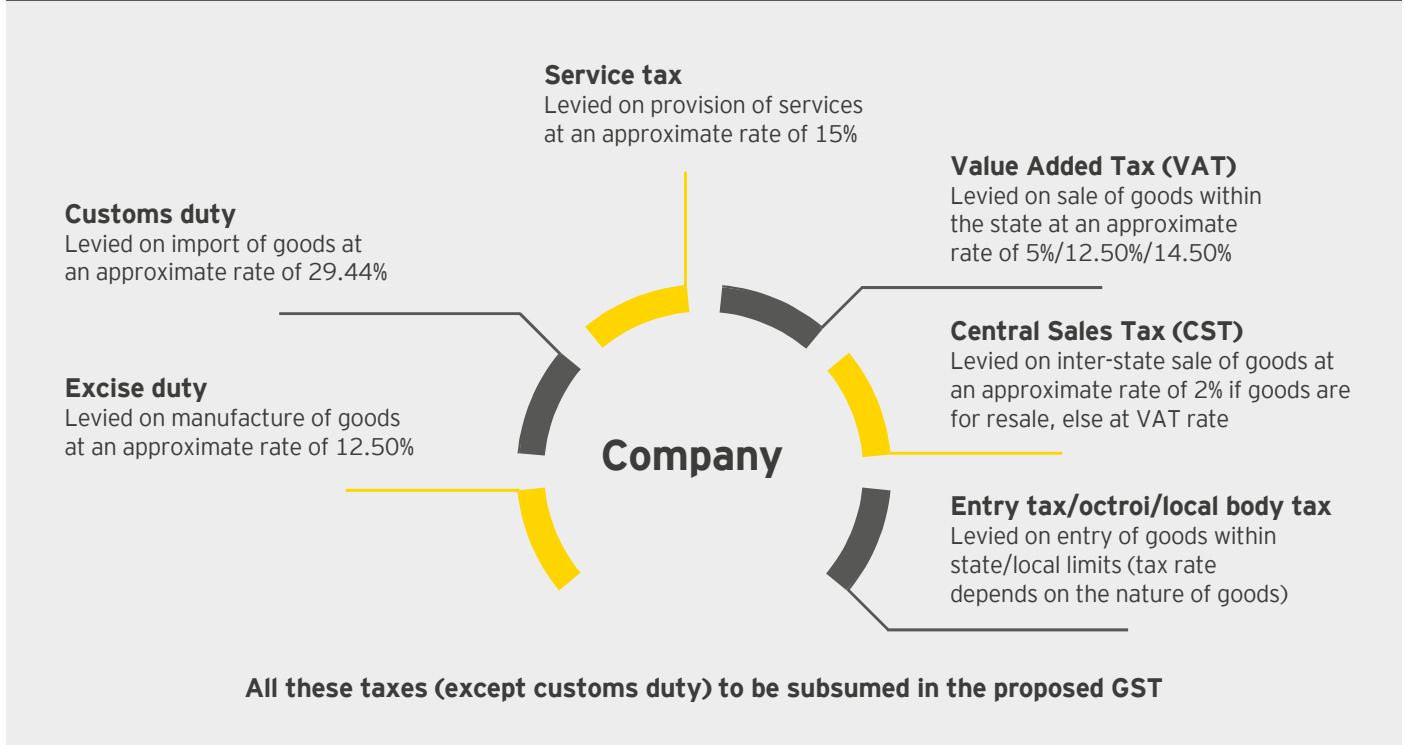 Service tax
Levied on provision of services
at an approximate rate of 15%
Value Added Tax (VAT)
Levied on sale of goods within
the state at an approximate
rate of 5%/12.50%/14.50%
Customs duty
Levied on import of goods at
an approximate rate of 29.44%
Central Sales Tax (CST)
Levied on inter-state sale of goods at
an approximate rate of 2% if goods are
for resale, else at VAT rate
Excise duty
Levied on manufacture of goods
at an approximate rate of 12.50%
Company
Entry tax/octroi/local body tax
Levied on entry of goods within
state/local limits (tax rate
depends on the nature of goods)
All these taxes (except customs duty) to be subsumed in the proposed GST